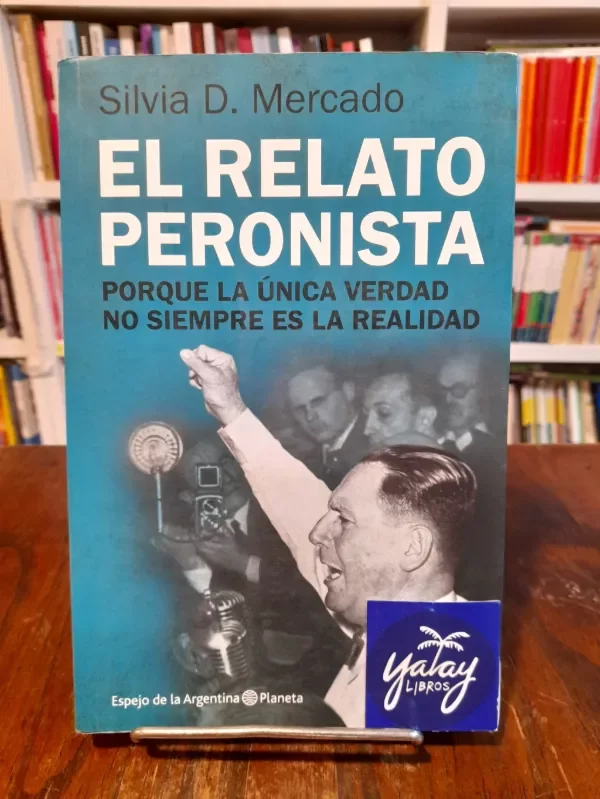 Silvia D. Mercado
EL RELATO
PERONISTA
PORQUE LA ÚNICA VERDAD
NO SIEMPRE ES LA REALIDAD
Espejo de la Argentina Planeta
yalay
LIBROS